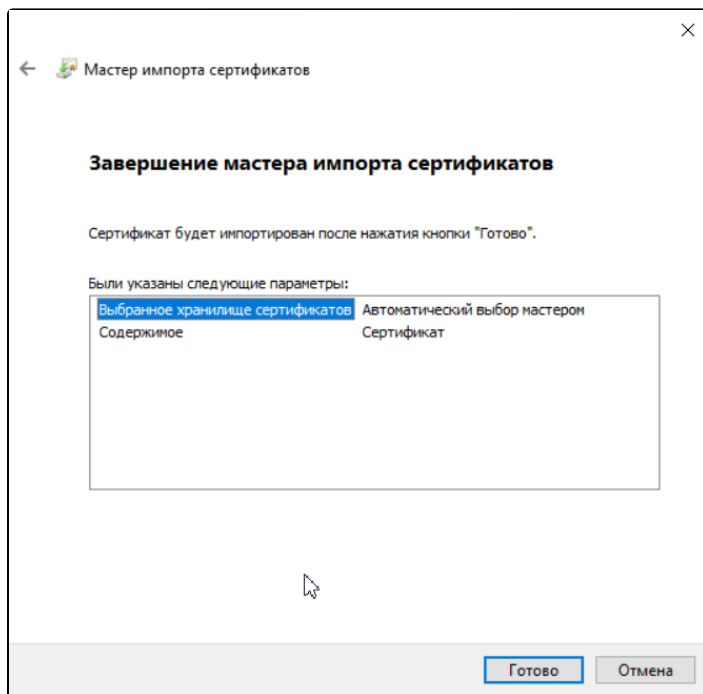 Мастер импорта сертификатов
Завершение мастера импорта сертификатов
Сертификат будет импортирован после нажатия кнопки "Готово".
Были указаны следующие параметры:
Выбранное хранилище сертификатов Автоматический выбор мастером
Содержимое Сертификат
Готово Отмена